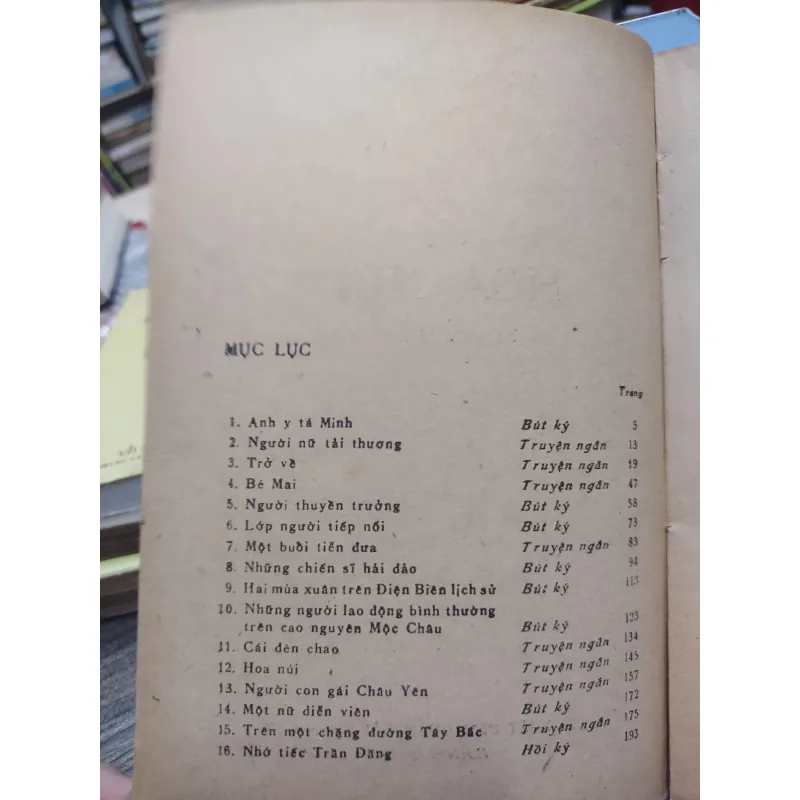 MỤC LỤC
Trang
1. Anh y tá Minh Bút ký 5
2. Người nữ tải thương Truyện ngắn 13
3. Trở về Truyện ngắn 19
4. Bé Mai Truyện ngắn 47
5. Người thuyền trưởng Bút ký 58
6. Lớp người tiếp nối Bút ký 73
7. Một buổi tiễn đưa Truyện ngắn 83
8. Những chiến sĩ hải đảo Bút ký 94
9. Hai mùa xuân trên Điện Biên lịch sử Bút ký 113
10. Những người lao động bình thường
trên cao nguyên Mộc Châu Bút ký 123
11. Cái đèn chao Truyện ngắn 134
12. Hoa núi Truyện ngắn 145
13. Người con gái Châu Yên Truyện ngắn 157
14. Một nữ diễn viên Bút ký 172
15. Trên một chặng đường Tây Bắc Truyện ngắn 175
16. Nhớ tiếc Trần Đăng Hồi ký 193